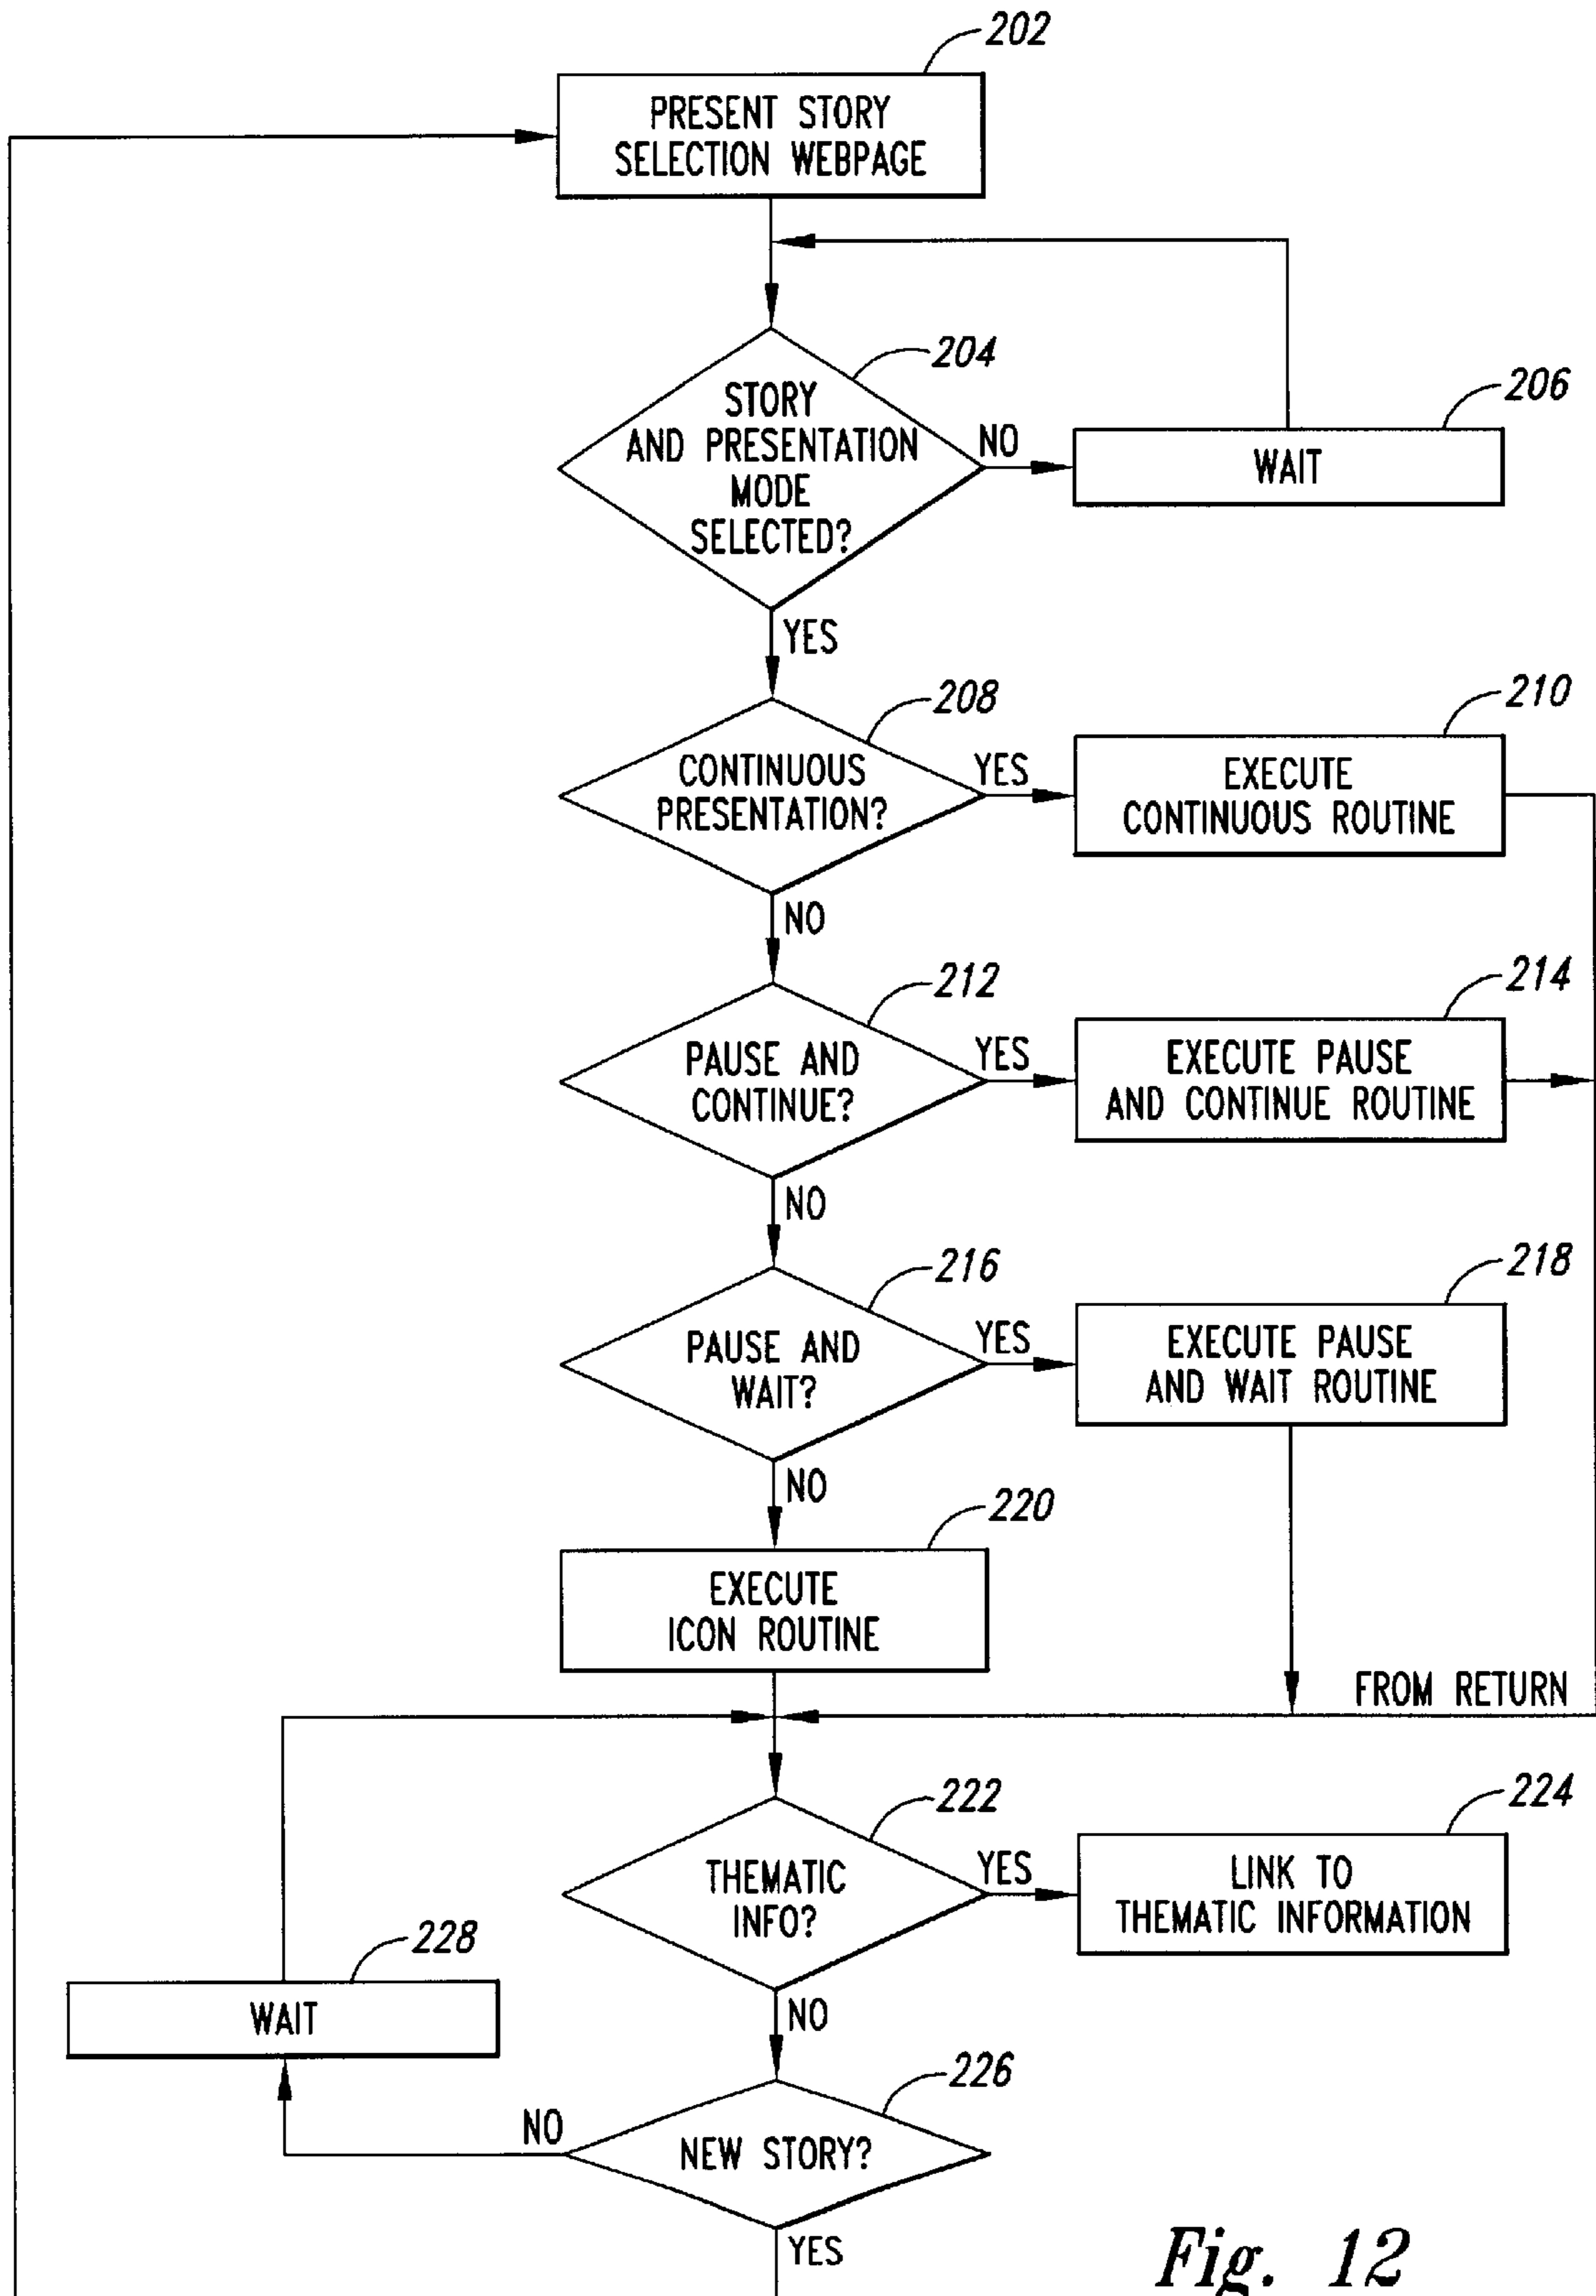 202
PRESENT STORY
SELECTION WEBPAGE
204
STORY
AND PRESENTATION
MODE
SELECTED?
NO
206
WAIT
YES
208
CONTINUOUS
PRESENTATION?
YES
210
EXECUTE
CONTINUOUS ROUTINE
NO
212
PAUSE AND
CONTINUE?
YES
214
EXECUTE PAUSE
AND CONTINUE ROUTINE
NO
216
PAUSE AND
WAIT?
YES
218
EXECUTE PAUSE
AND WAIT ROUTINE
NO
220
EXECUTE
ICON ROUTINE
FROM RETURN
222
THEMATIC
INFO?
YES
224
LINK TO
THEMATIC INFORMATION
228
WAIT
NO
226
NEW STORY?
NO
YES
Fig. 12